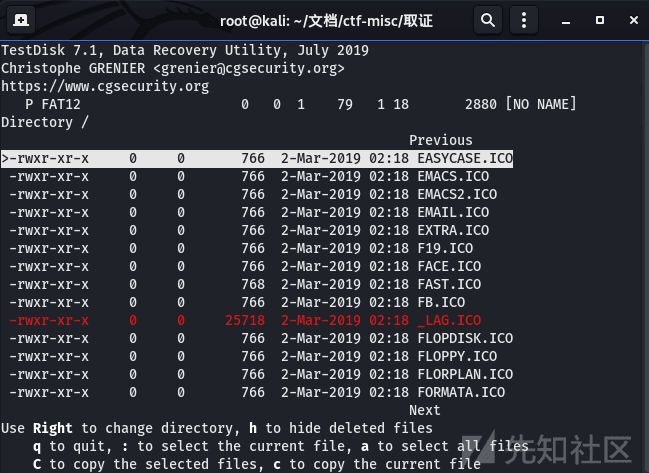 root@kali: ~/文档/ctf-misc/取证
TestDisk 7.1, Data Recovery Utility, July 2019
Christophe GRENIER <grenier@cgsecurity.org>
https://www.cgsecurity.org
   P FAT12                    0   0  1    79   1 18       2880 [NO NAME]
Directory /
                                                   Previous
>-rwxr-xr-x     0     0       766  2-Mar-2019 02:18 EASYCASE.ICO
 -rwxr-xr-x     0     0       766  2-Mar-2019 02:18 EMACS.ICO
 -rwxr-xr-x     0     0       766  2-Mar-2019 02:18 EMACS2.ICO
 -rwxr-xr-x     0     0       766  2-Mar-2019 02:18 EMAIL.ICO
 -rwxr-xr-x     0     0       766  2-Mar-2019 02:18 EXTRA.ICO
 -rwxr-xr-x     0     0       766  2-Mar-2019 02:18 F19.ICO
 -rwxr-xr-x     0     0       766  2-Mar-2019 02:18 FACE.ICO
 -rwxr-xr-x     0     0       768  2-Mar-2019 02:18 FAST.ICO
 -rwxr-xr-x     0     0       766  2-Mar-2019 02:18 FB.ICO
 -rwxr-xr-x     0     0     25718  2-Mar-2019 02:18 _LAG.ICO
 -rwxr-xr-x     0     0       766  2-Mar-2019 02:18 FLOPDISK.ICO
 -rwxr-xr-x     0     0       766  2-Mar-2019 02:18 FLOPPY.ICO
 -rwxr-xr-x     0     0       766  2-Mar-2019 02:18 FLORPLAN.ICO
 -rwxr-xr-x     0     0       766  2-Mar-2019 02:18 FORMATA.ICO
                                                   Next
Use Right to change directory, h to hide deleted files
    q to quit, : to select the current file, a to select all files
    C to copy the selected files, c to copy the current file
先知社区